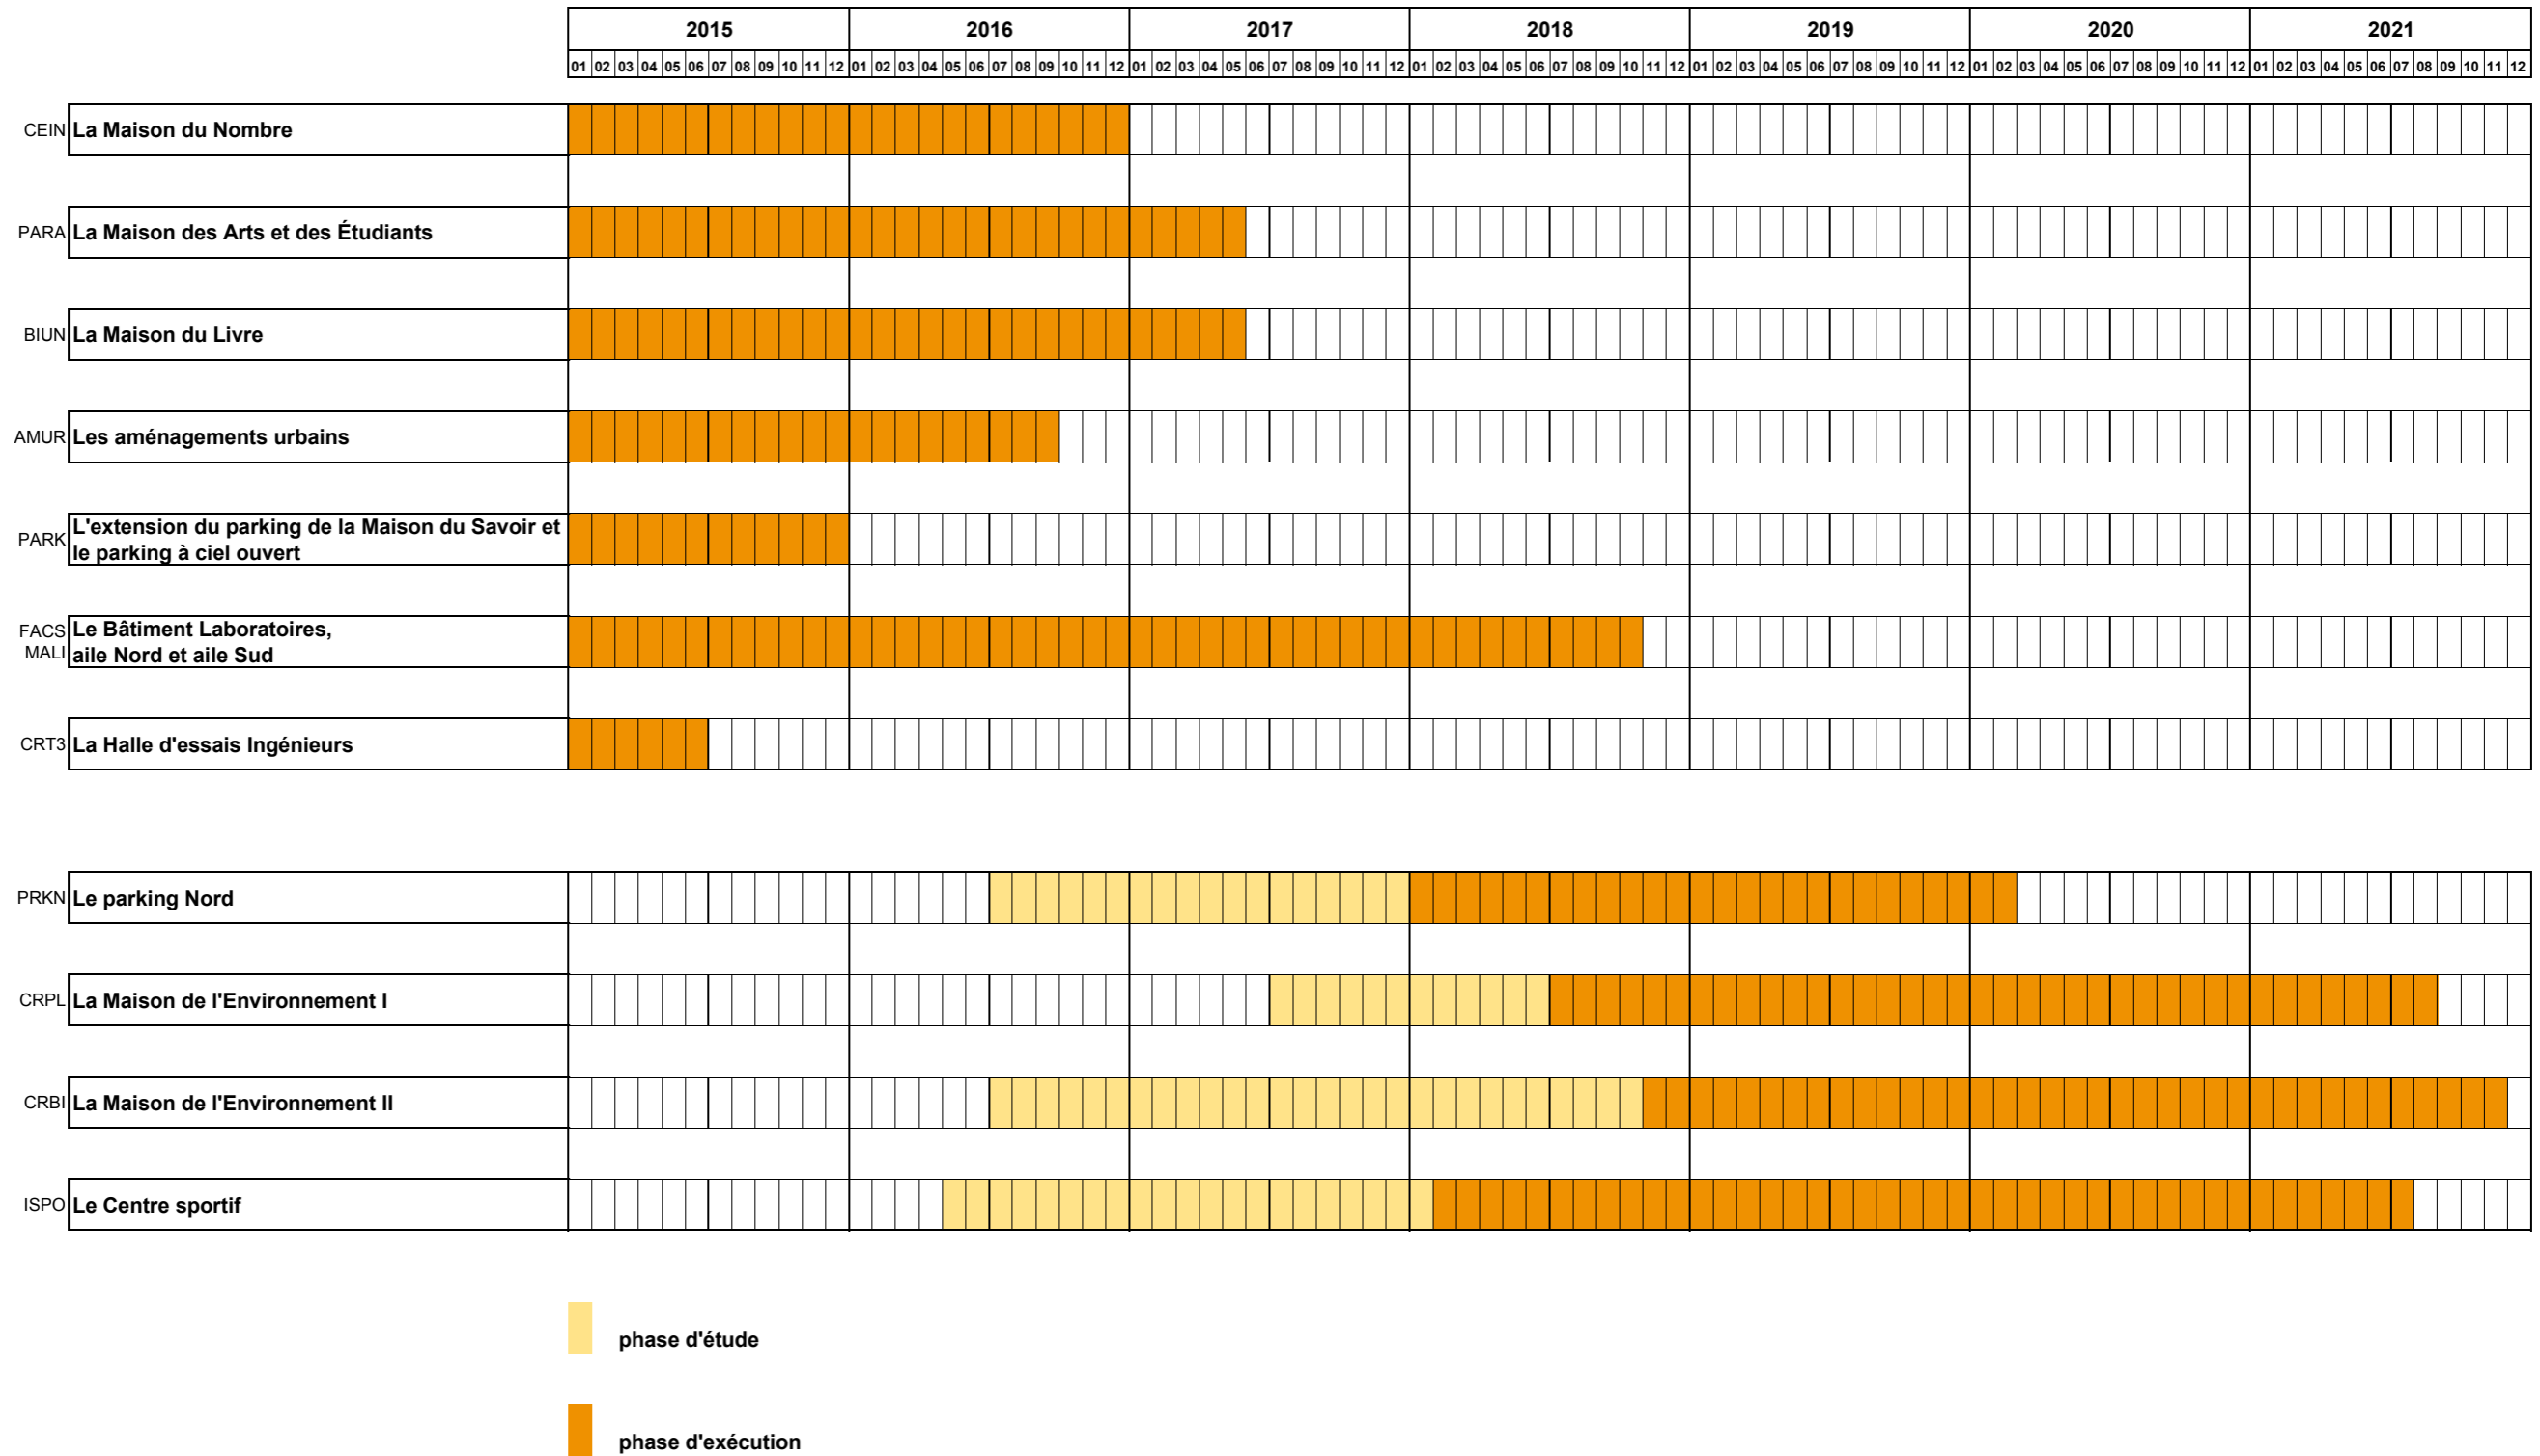 2015 2016 2017 2018 2019 2020 2021
01 02 03 04 05 06 07 08 09 10 11 12 01 02 03 04 05 06 07 08 09 10 11 12 01 02 03 04 05 06 07 08 09 10 11 12 01 02 03 04 05 06 07 08 09 10 11 12 01 02 03 04 05 06 07 08 09 10 11 12 01 02 03 04 05 06 07 08 09 10 11 12 01 02 03 04 05 06 07 08 09 10 11 12
CEIN La Maison du Nombre
PARA La Maison des Arts et des Étudiants
BIUN La Maison du Livre
AMUR Les aménagements urbains
PARK L'extension du parking de la Maison du Savoir et
le parking à ciel ouvert
FACS Le Bâtiment Laboratoires,
MALI aile Nord et aile Sud
CRT3 La Halle d'essais Ingénieurs
PRKN Le parking Nord
CRPL La Maison de l'Environnement I
CRBI La Maison de l'Environnement II
ISPO Le Centre sportif
phase d'étude
phase d'exécution